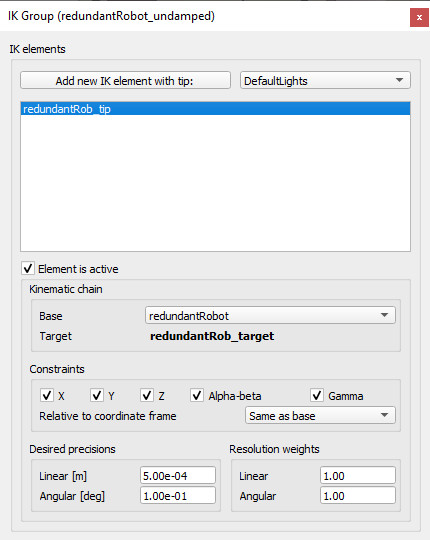 IK Group (redundantRobot_undamped)
x
IK elements
Add new IK element with tip: DefaultLights
redundantRob_tip
Element is active
Kinematic chain
Base redundantRobot
Target redundantRob_target
Constraints
X Y Z Alpha-beta Gamma
Relative to coordinate frame Same as base
Desired precisions Resolution weights
Linear [m] 5.00e-04 Linear 1.00
Angular [deg] 1.00e-01 Angular 1.00